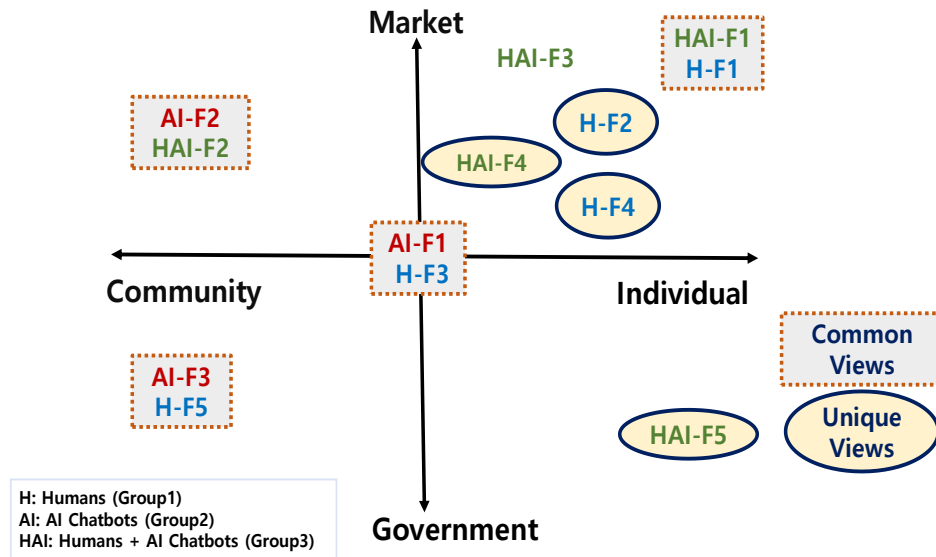 Market
HAI-F3
HAI-F1
H-F1
AI-F2
HAI-F2
H-F2
HAI-F4
H-F4
AI-F1
H-F3
Community
Individual
Common
Views
AI-F3
H-F5
HAI-F5
Unique
Views
H: Humans (Group1)
AI: AI Chatbots (Group2)
HAI: Humans + AI Chatbots (Group3)
Government